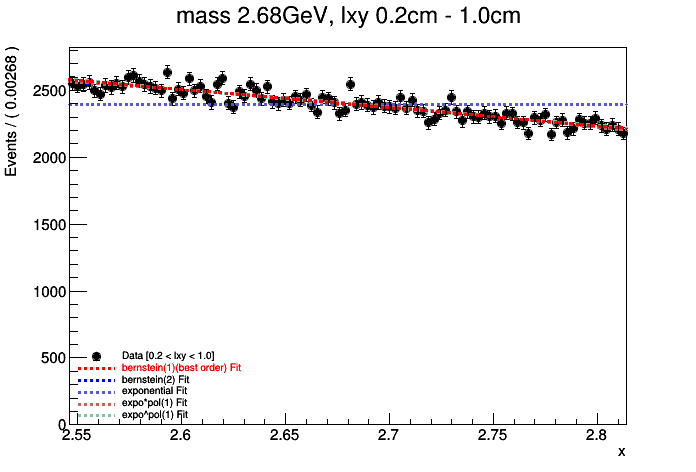 mass 2.68GeV, lxy 0.2cm - 1.0cm
Events / ( 0.00268 )
2500
2000
1500
1000
500
0
Data [0.2 < lxy < 1.0]
bernstein(1)(best order) Fit
bernstein(2) Fit
exponential Fit
expo*pol(1) Fit
expo^pol(1) Fit
2.55 2.6 2.65 2.7 2.75 2.8
x